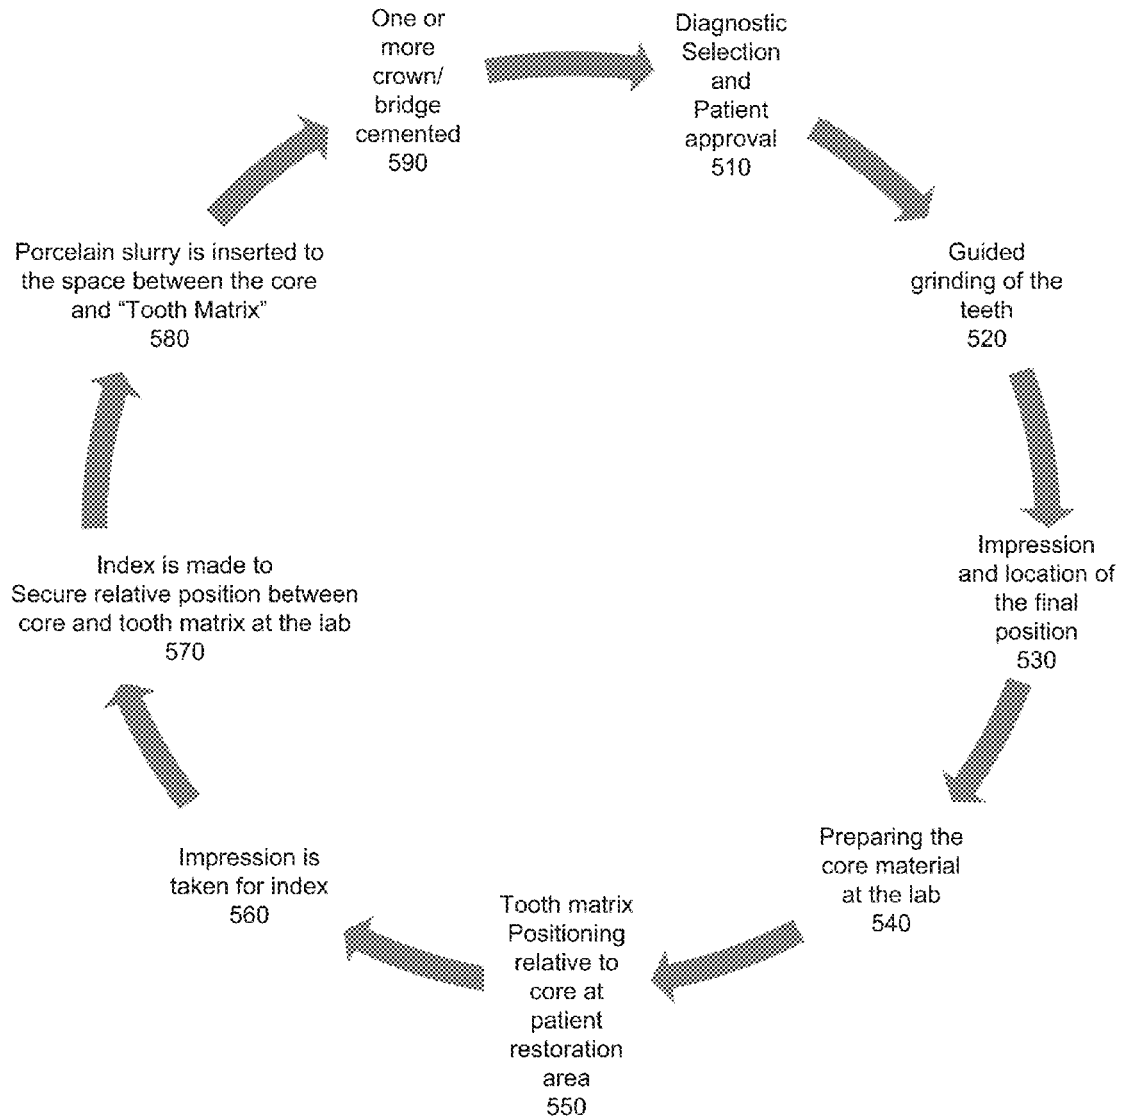 One or
more
crown/
bridge
cemented
590
Diagnostic
Selection
and
Patient
approval
510
Guided
grinding of the
teeth
520
Impression
and location of
the final
position
530
Preparing the
core material
at the lab
540
Tooth matrix
Positioning
relative to
core at
patient
restoration
area
550
Impression is
taken for index
560
Index is made to
Secure relative position between
core and tooth matrix at the lab
570
Porcelain slurry is inserted to
the space between the core
and “Tooth Matrix”
580